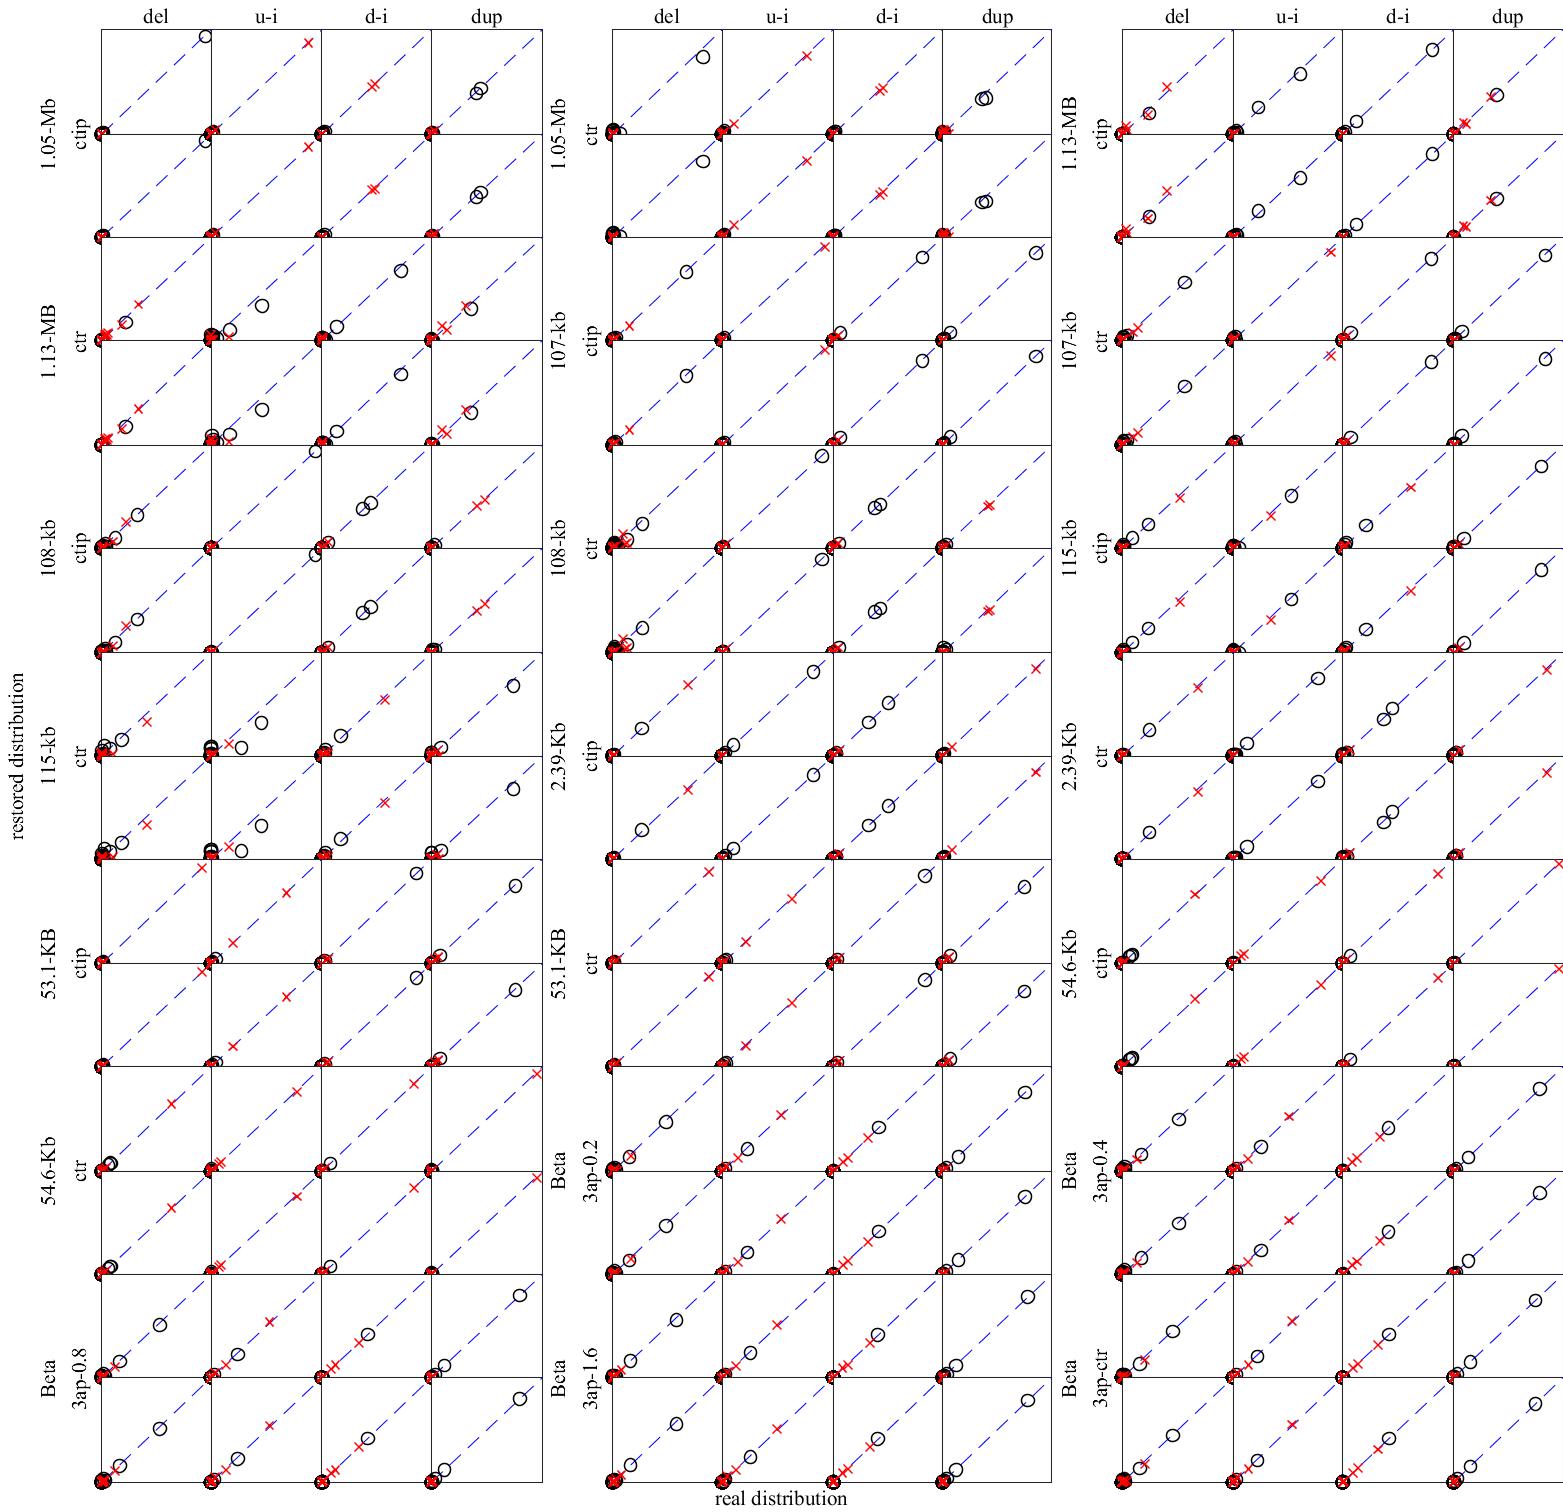 del u-i d-i dup del u-i d-i dup del u-i d-i dup
1.05-Mb
ctip
1.05-Mb
ctr
1.13-MB
ctip
1.13-MB
ctr
107-kb
ctip
107-kb
ctr
108-kb
ctip
108-kb
ctr
115-kb
ctip
restored distribution
115-kb
ctr
2.39-Kb
ctip
2.39-Kb
ctr
53.1-KB
ctip
53.1-KB
ctr
54.6-Kb
ctip
54.6-Kb
ctr
Beta
3ap-0.2
Beta
3ap-0.4
Beta
3ap-0.8
Beta
3ap-1.6
Beta
3ap-ctr
real distribution